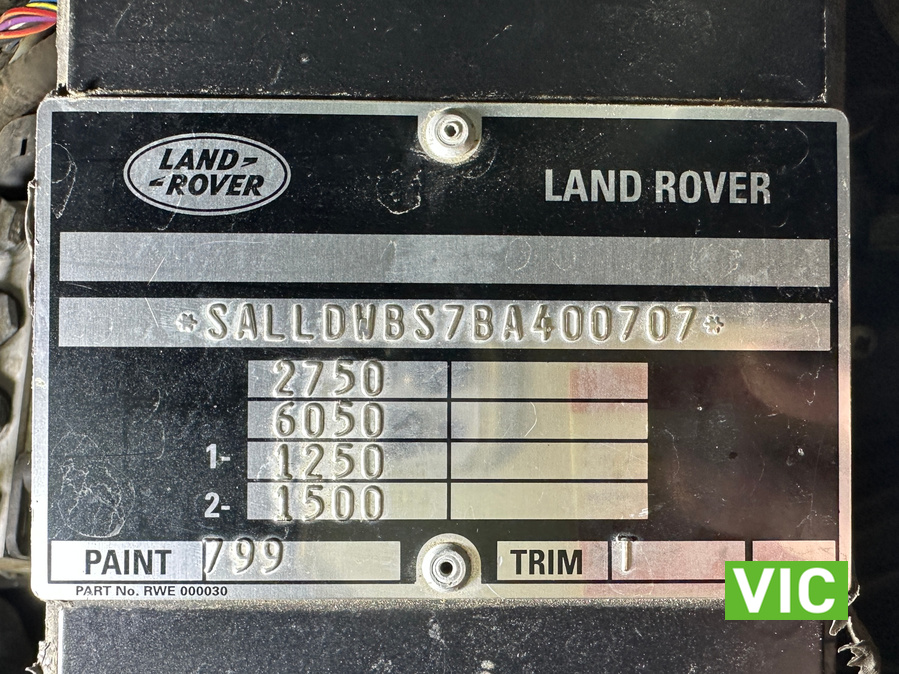 LAND-
-ROVER
LAND ROVER
*SALLDWBS7BA400707*
2750
6050
1- 1250
2- 1500
PAINT 799 TRIM T
PART No. RWE 000030
VIC